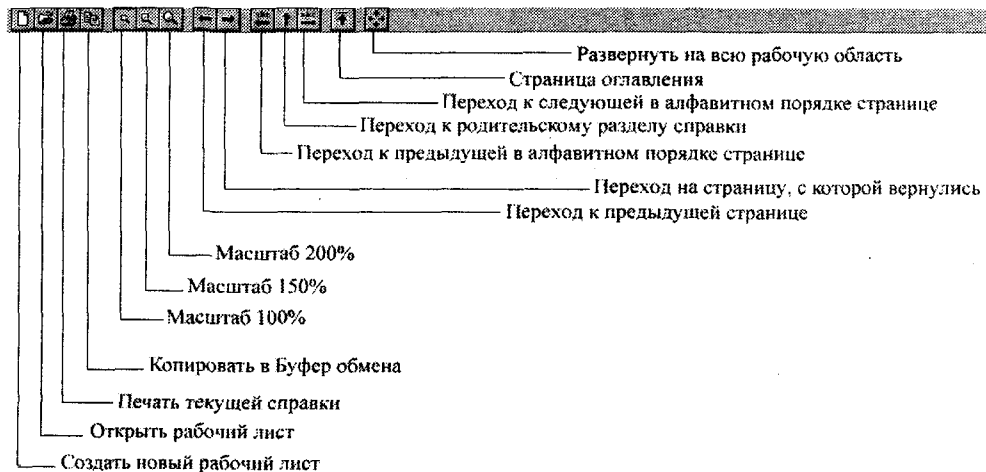 Развернуть на всю рабочую область
Страница оглавления
Переход к следующей в алфавитном порядке странице
Переход к родительскому разделу справки
Переход к предыдущей в алфавитном порядке странице
Переход на страницу, с которой вернулись
Переход к предыдущей странице
Масштаб 200%
Масштаб 150%
Масштаб 100%
Копировать в Буфер обмена
Печать текущей справки
Открыть рабочий лист
Создать новый рабочий лист